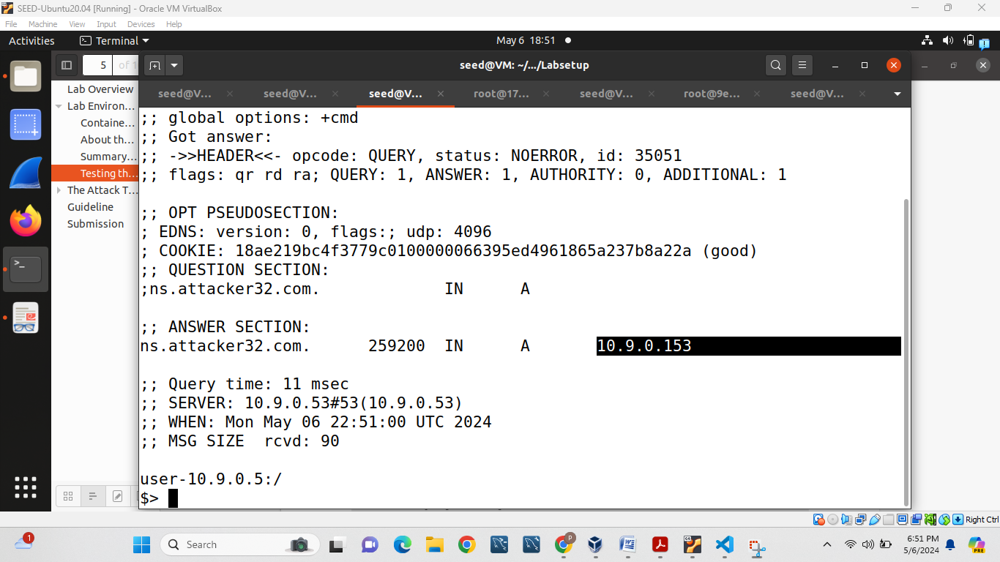 SEED-Ubuntu20.04 [Running] - Oracle VM VirtualBox
File Machine View Input Devices Help
Activities Terminal May 6 18:51
5 of 1
seed@VM: ~/.../Labsetup
seed@V... seed@V... seed@V... root@17... seed@V... root@9e... seed@V...
Lab Overview
Lab Environ...
Containe...
About th...
Summary...
Testing th...
The Attack T...
Guideline
Submission
;; global options: +cmd
;; Got answer:
;; ->>HEADER<<- opcode: QUERY, status: NOERROR, id: 35051
;; flags: qr rd ra; QUERY: 1, ANSWER: 1, AUTHORITY: 0, ADDITIONAL: 1
;; OPT PSEUDOSECTION:
; EDNS: version: 0, flags:; udp: 4096
; COOKIE: 18ae219bc4f3779c0100000066395ed4961865a237b8a22a (good)
;; QUESTION SECTION:
;ns.attacker32.com. IN A
;; ANSWER SECTION:
ns.attacker32.com. 259200 IN A 10.9.0.153
;; Query time: 11 msec
;; SERVER: 10.9.0.53#53(10.9.0.53)
;; WHEN: Mon May 06 22:51:00 UTC 2024
;; MSG SIZE rcvd: 90
user-10.9.0.5:/
$>
Right Ctrl
1
Search
P
PRE
6:51 PM
5/6/2024